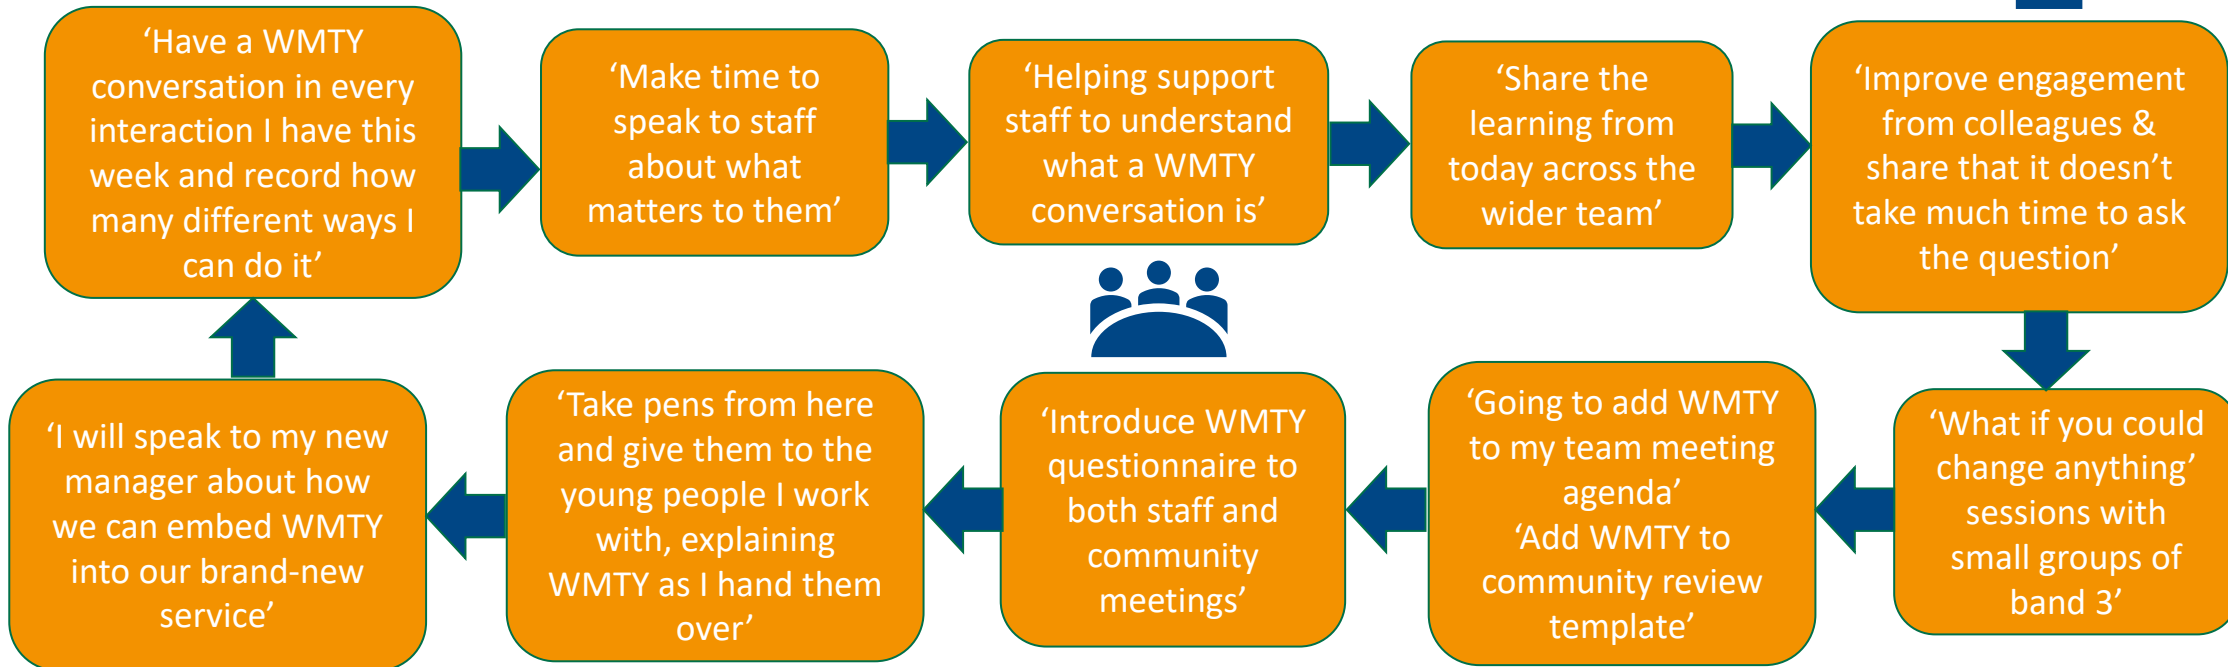 ‘Have a WMTY
conversation in every
interaction I have this
week and record how
many different ways I
can do it’
‘Make time to
speak to staff
about what
matters to them’
‘Helping support
staff to understand
what a WMTY
conversation is’
‘Share the
learning from
today across the
wider team’
‘Improve engagement
from colleagues &
share that it doesn’t
take much time to ask
the question’
‘What if you could
change anything’
sessions with
small groups of
band 3’
‘Going to add WMTY
to my team meeting
agenda’
‘Add WMTY to
community review
template’
‘Introduce WMTY
questionnaire to
both staff and
community
meetings’
‘Take pens from here
and give them to the
young people I work
with, explaining
WMTY as I hand them
over’
‘I will speak to my new
manager about how
we can embed WMTY
into our brand-new
service’